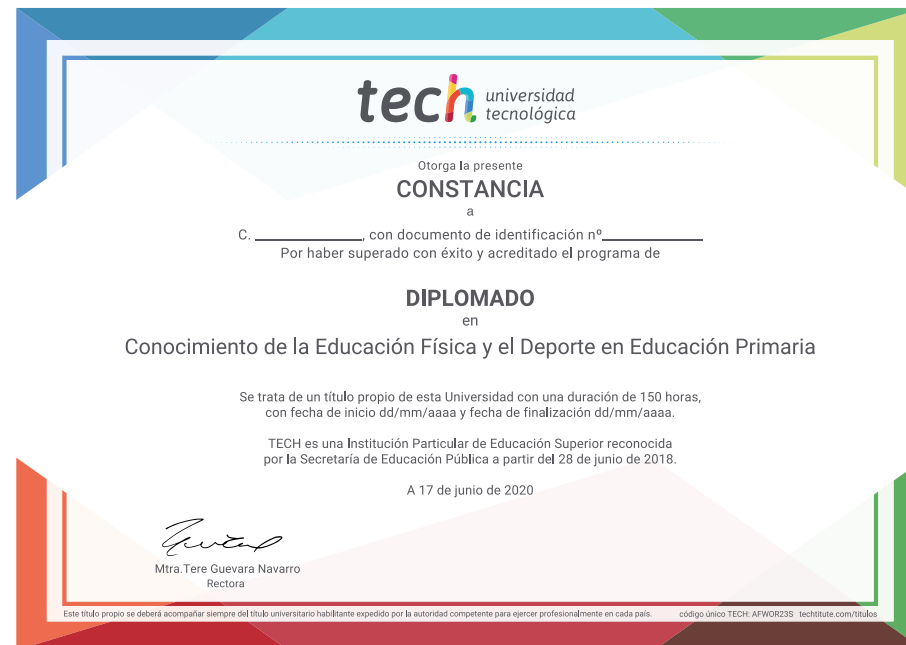 tech universidad
tecnológica
Otorga la presente
CONSTANCIA
a
C. ____________, con documento de identificación nº____________
Por haber superado con éxito y acreditado el programa de
DIPLOMADO
en
Conocimiento de la Educación Física y el Deporte en Educación Primaria
Se trata de un título propio de esta Universidad con una duración de 150 horas,
con fecha de inicio dd/mm/aaaa y fecha de finalización dd/mm/aaaa.
TECH es una Institución Particular de Educación Superior reconocida
por la Secretaría de Educación Pública a partir del 28 de junio de 2018.
A 17 de junio de 2020
Mtra.Tere Guevara Navarro
Rectora
Este título propio se deberá acompañar siempre del título universitario habilitante expedido por la autoridad competente para ejercer profesionalmente en cada país. código único TECH: AFWOR23S techtitute.com/titulos